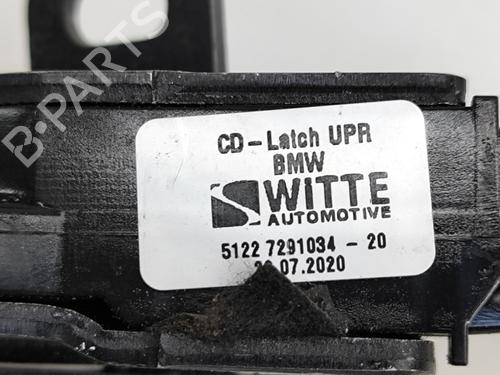 B-PARTS
CD-Latch UPR
BMW
WiTTE
AUTOMOTIVE
5122 7291034 - 20
.07.2020